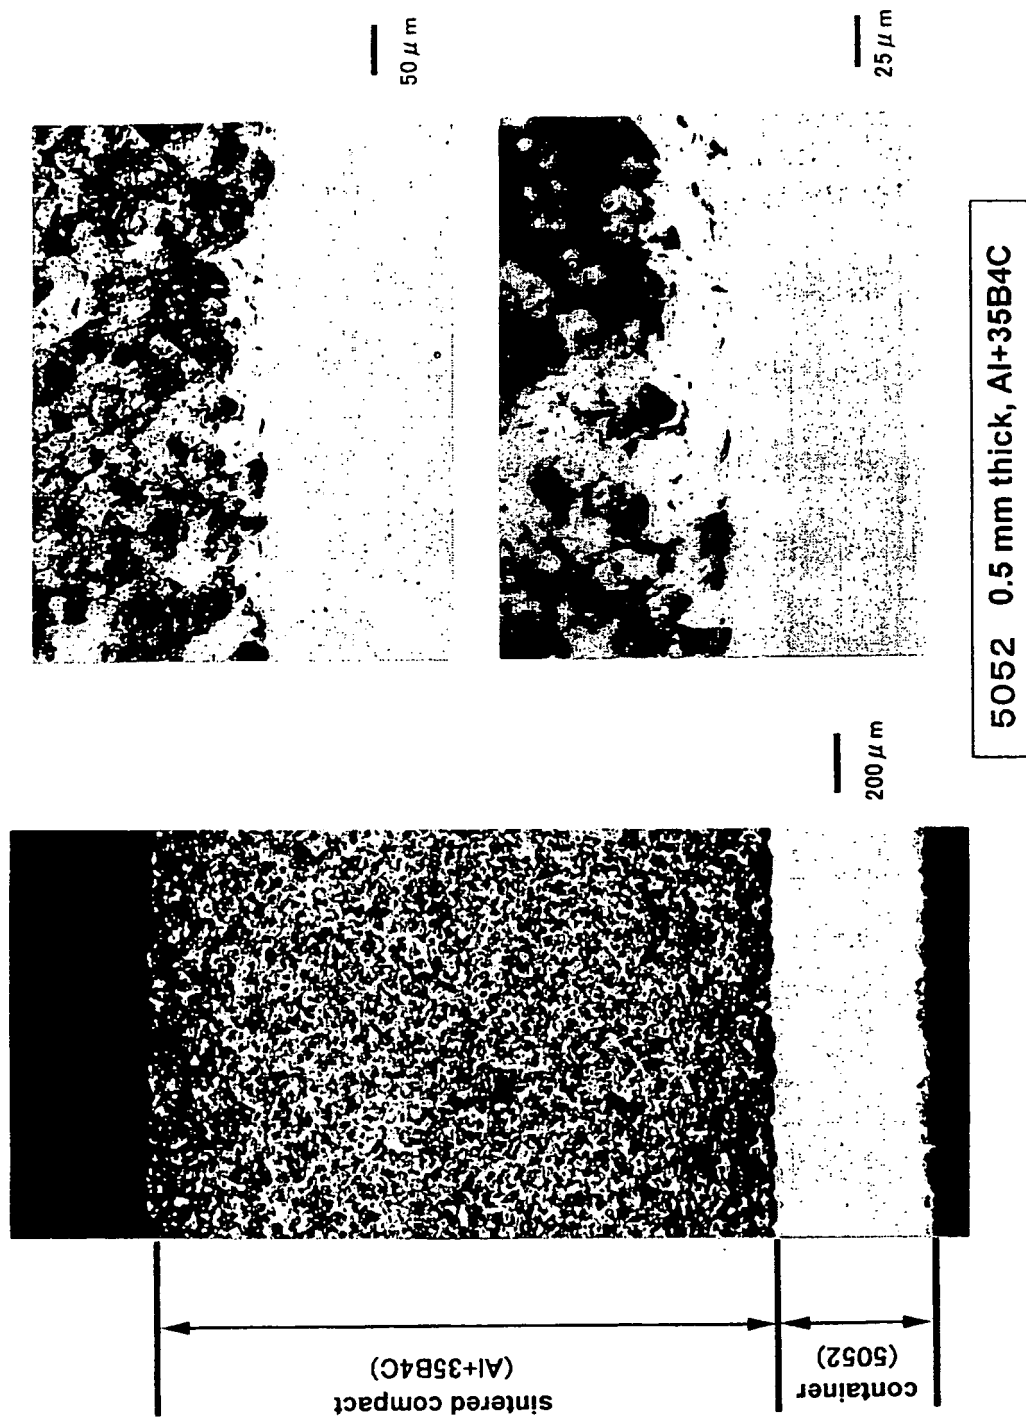 sintered compact
(Al+35B4C)
container
(5052)
200 μm
50 μm
25 μm
5052 0.5 mm thick, Al+35B4C